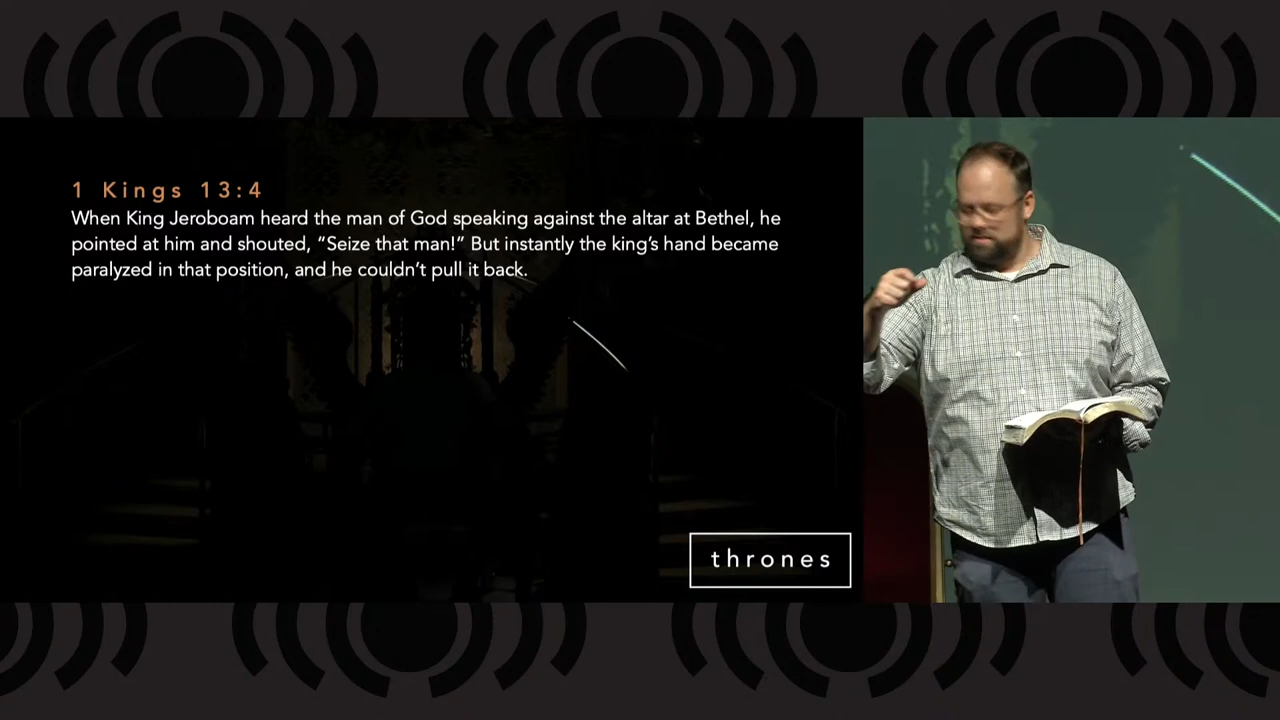 1 Kings 13:4
When King Jeroboam heard the man of God speaking against the altar at Bethel, he
pointed at him and shouted, “Seize that man!” But instantly the king’s hand became
paralyzed in that position, and he couldn’t pull it back.
thrones